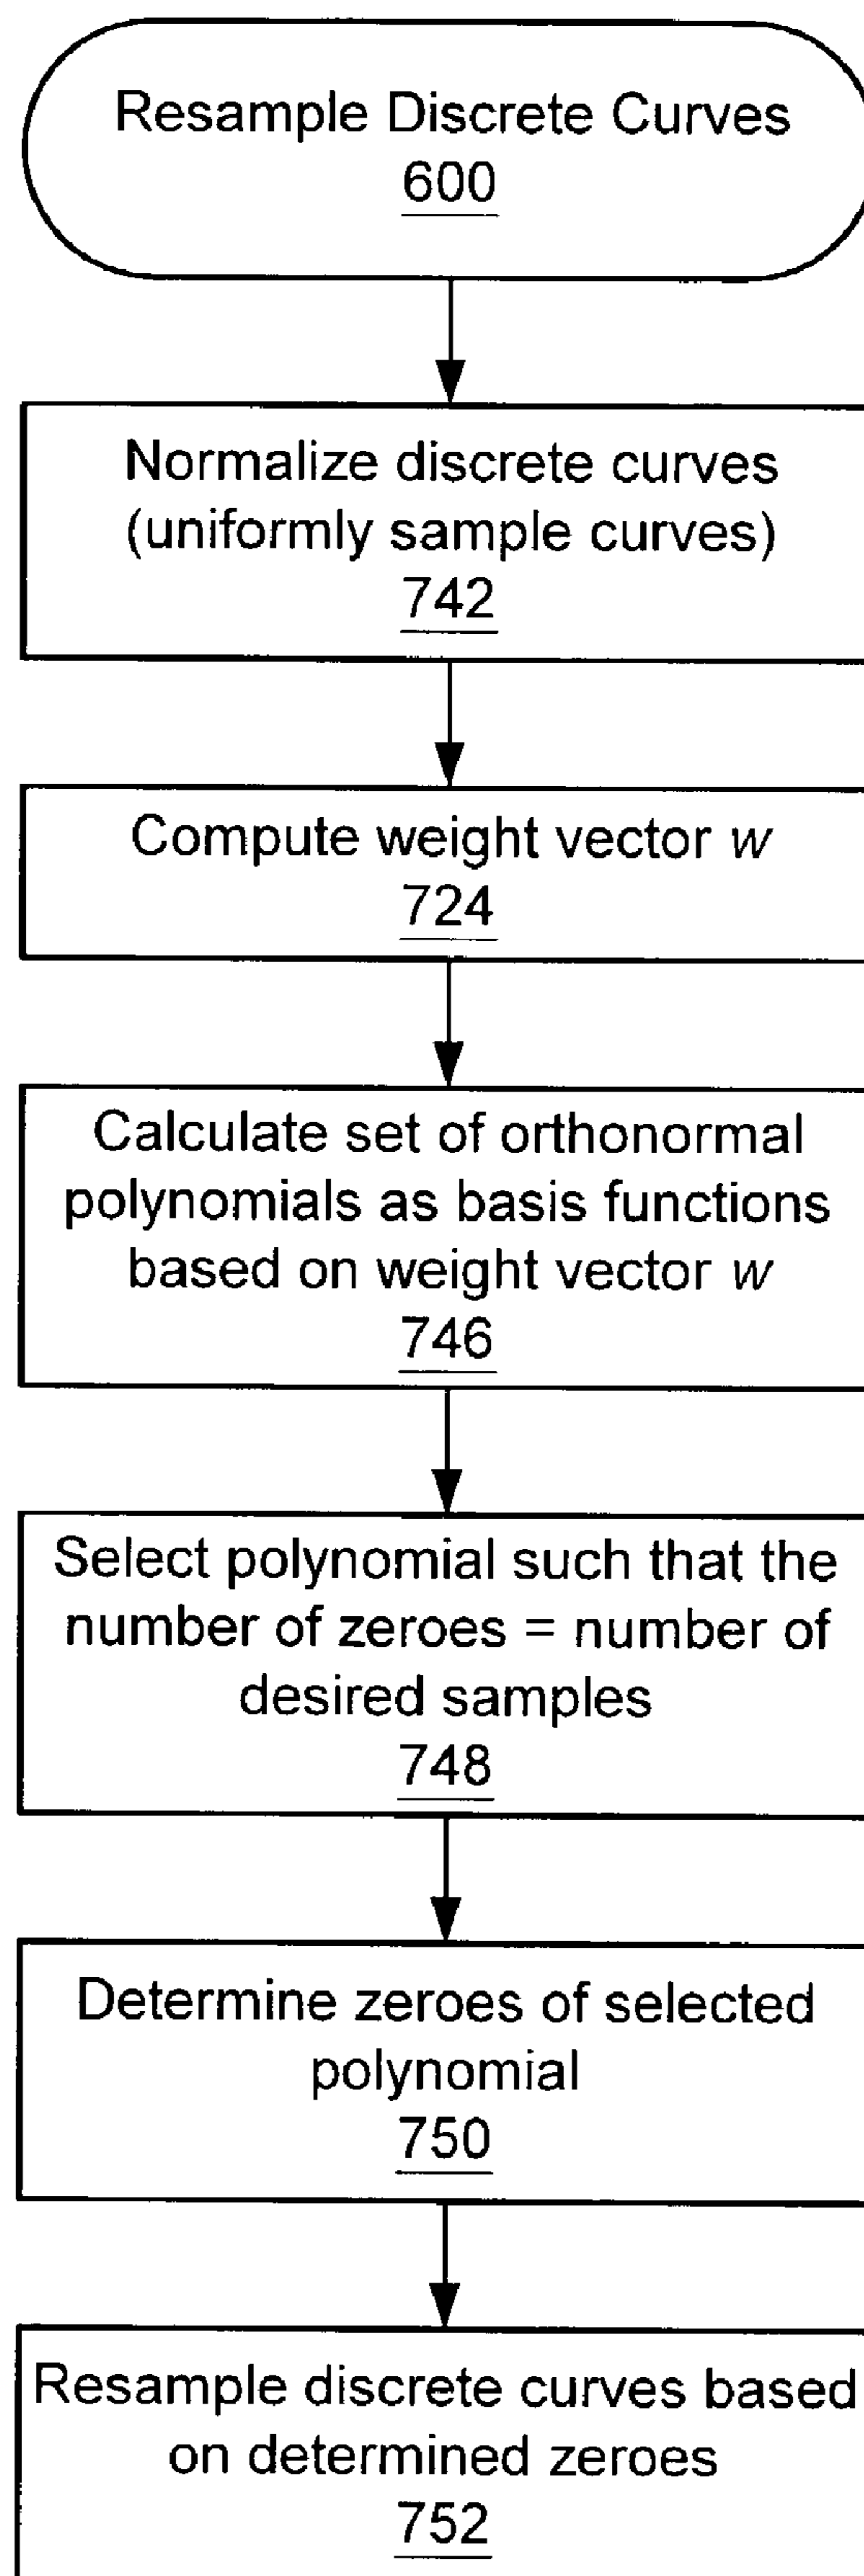 Resample Discrete Curves
600
Normalize discrete curves
(uniformly sample curves)
742
Compute weight vector w
724
Calculate set of orthonormal
polynomials as basis functions
based on weight vector w
746
Select polynomial such that the
number of zeroes = number of
desired samples
748
Determine zeroes of selected
polynomial
750
Resample discrete curves based
on determined zeroes
752